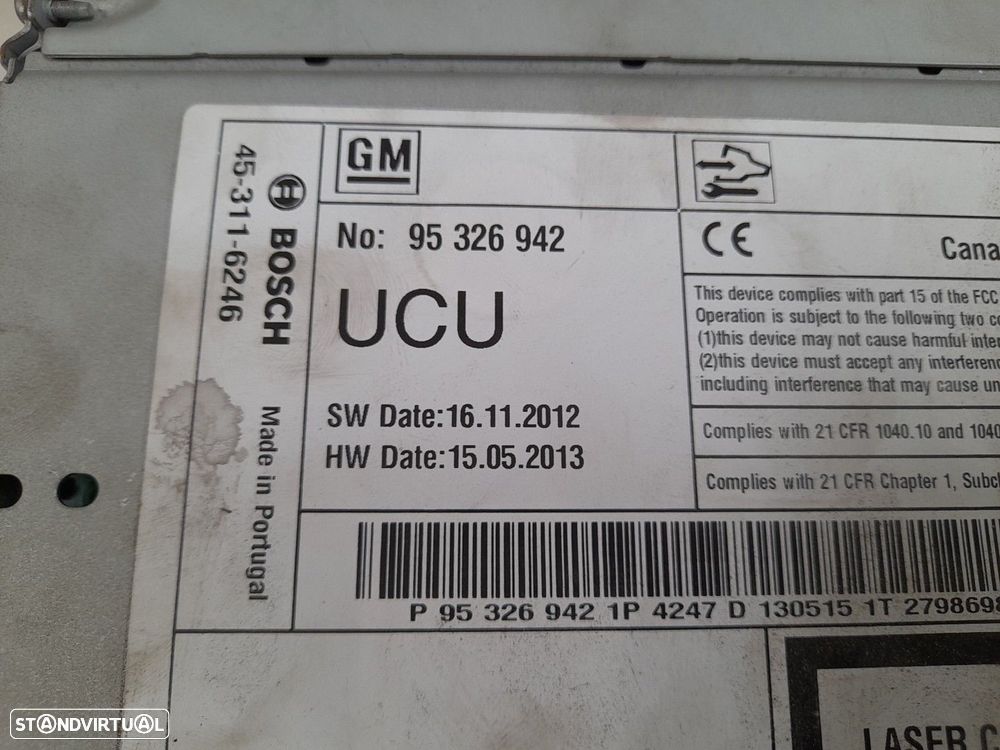 45-311-6246
BOSCH
Made in Portugal
GM
No: 95 326 942
UCU
SW Date:16.11.2012
HW Date:15.05.2013
CE
This device complies with part 15 of the FCC
Operation is subject to the following two
(1)this device may not cause harmful
(2)this device must accept any
including interference that may cause
Complies with 21 CFR 1040.10 and
Complies with 21 CFR Chapter 1,
P 95 326 942 1P 4247 D 130515 1T 2798698
LASER
STANDVIRTUAL